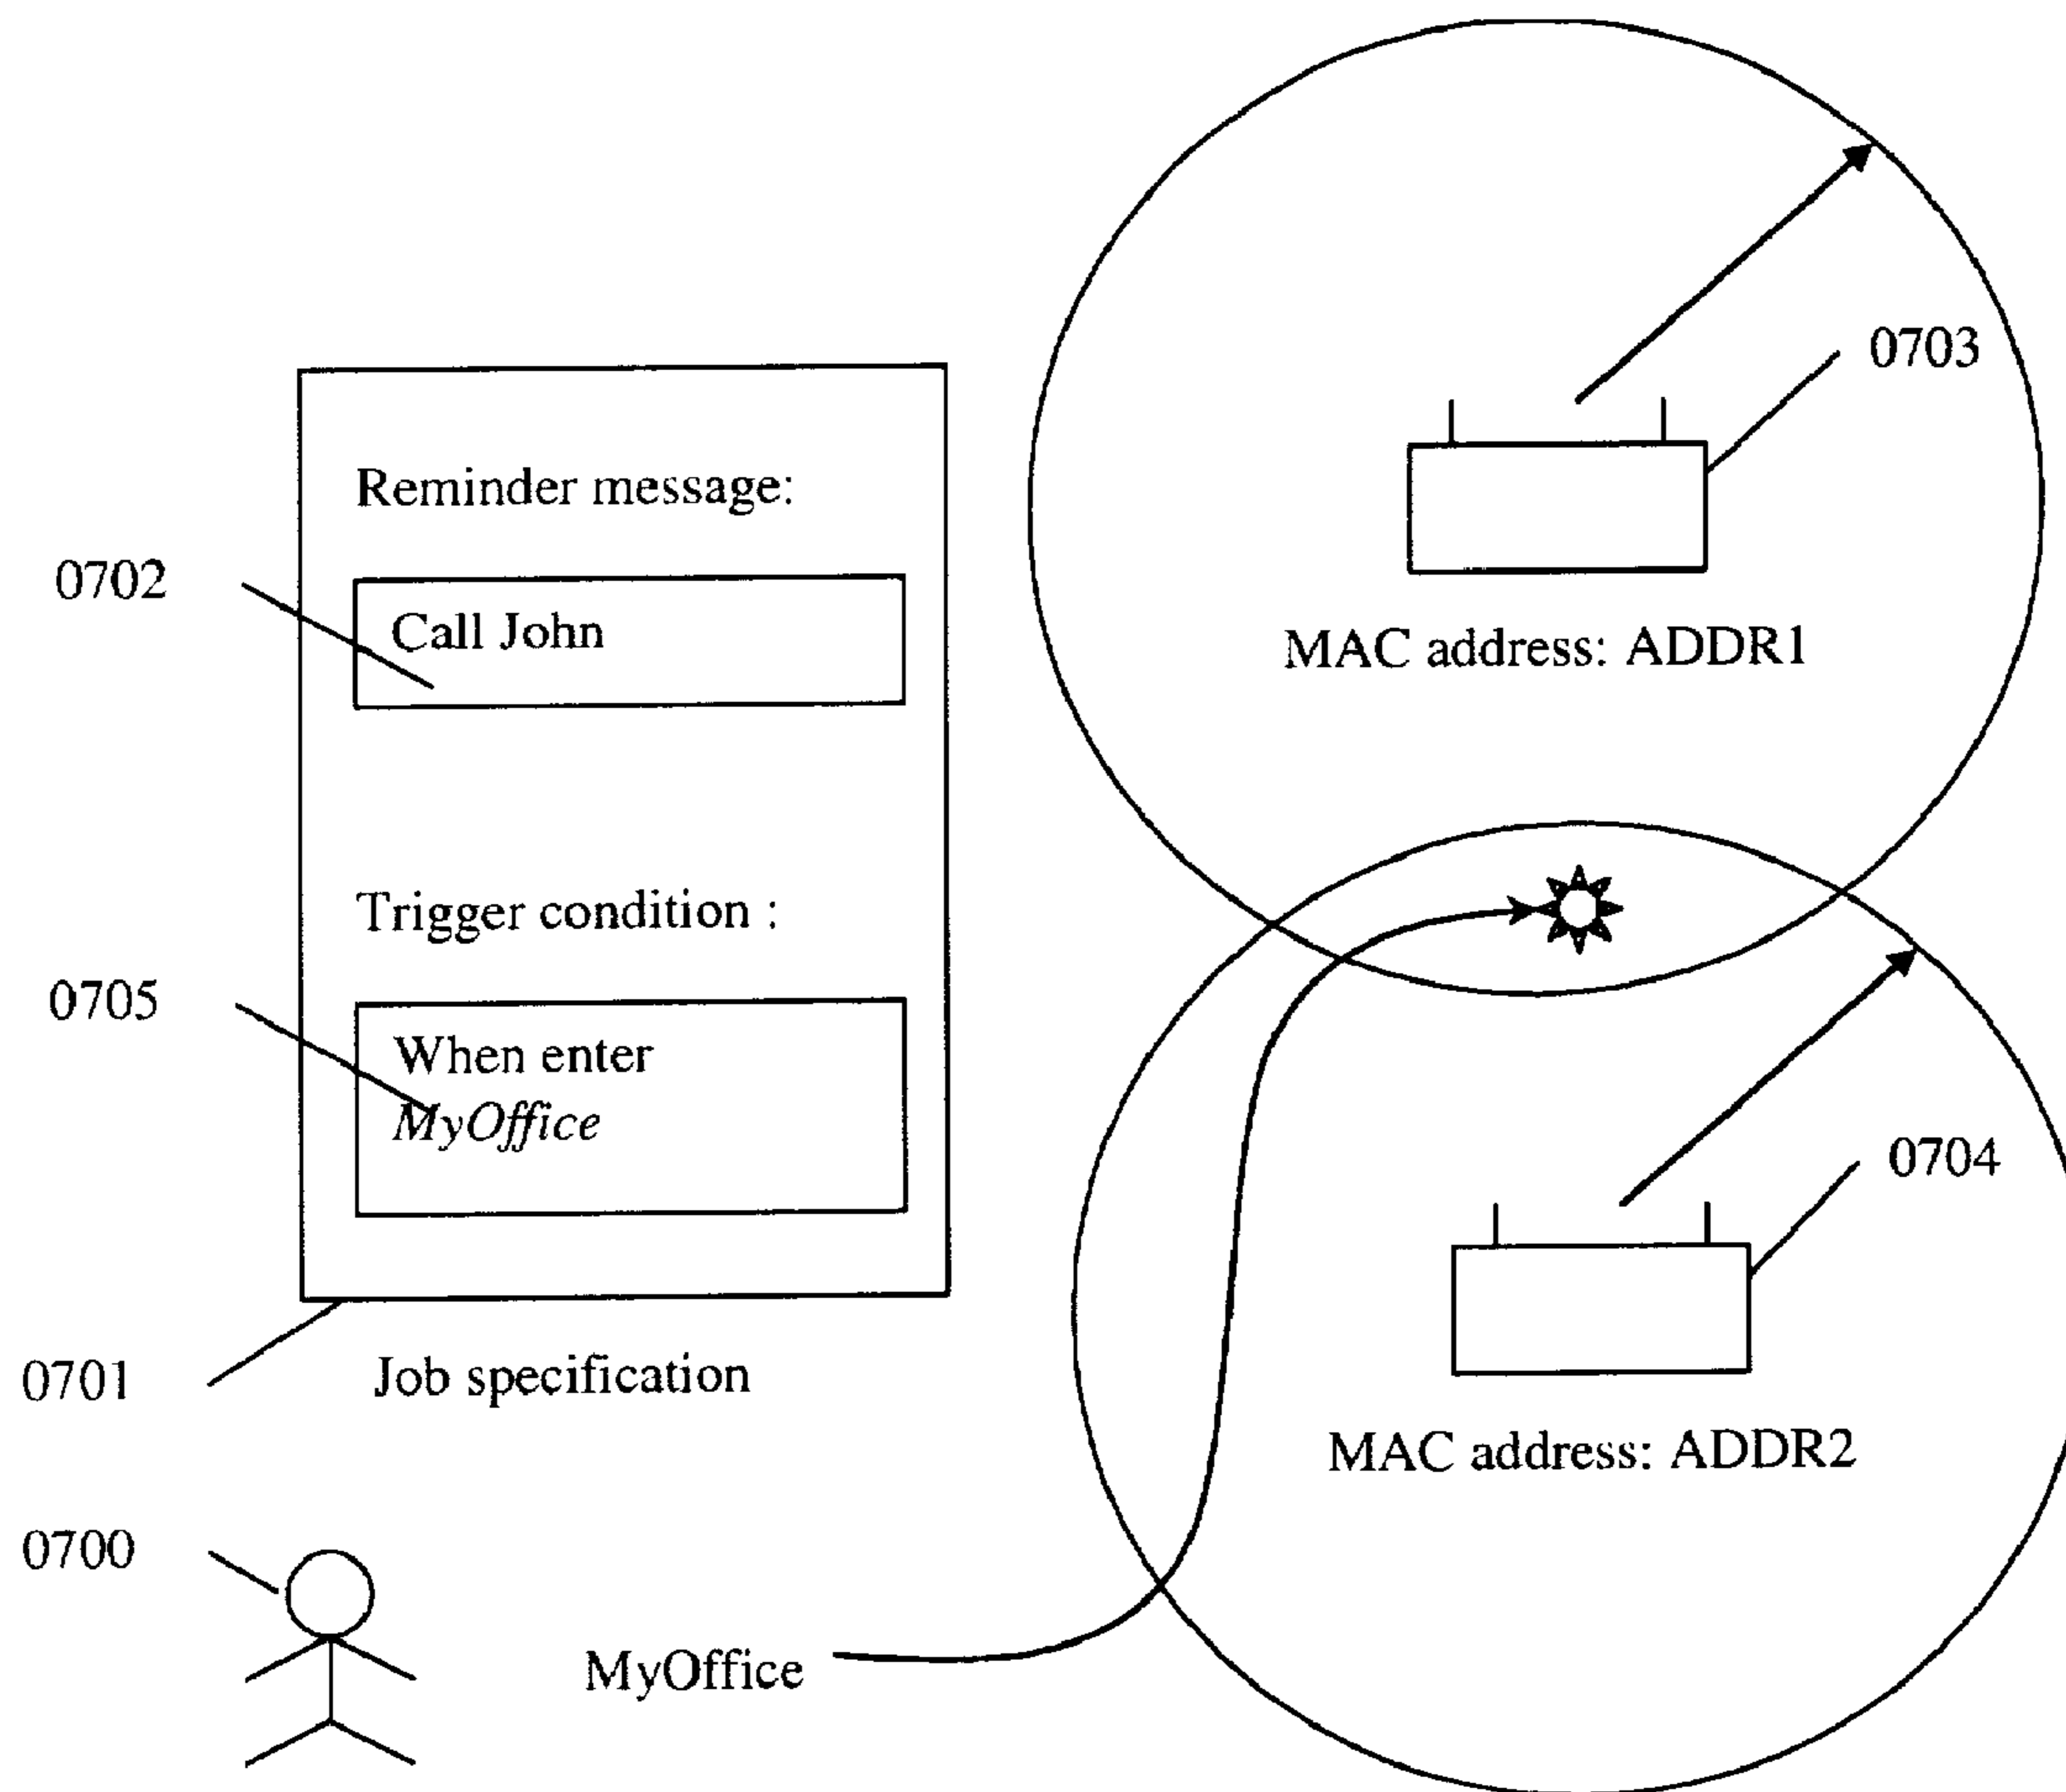 0703
Reminder message:
0702
Call John
MAC address: ADDR1
Trigger condition :
0705
When enter
MyOffice
0704
0701
Job specification
MAC address: ADDR2
0700
MyOffice